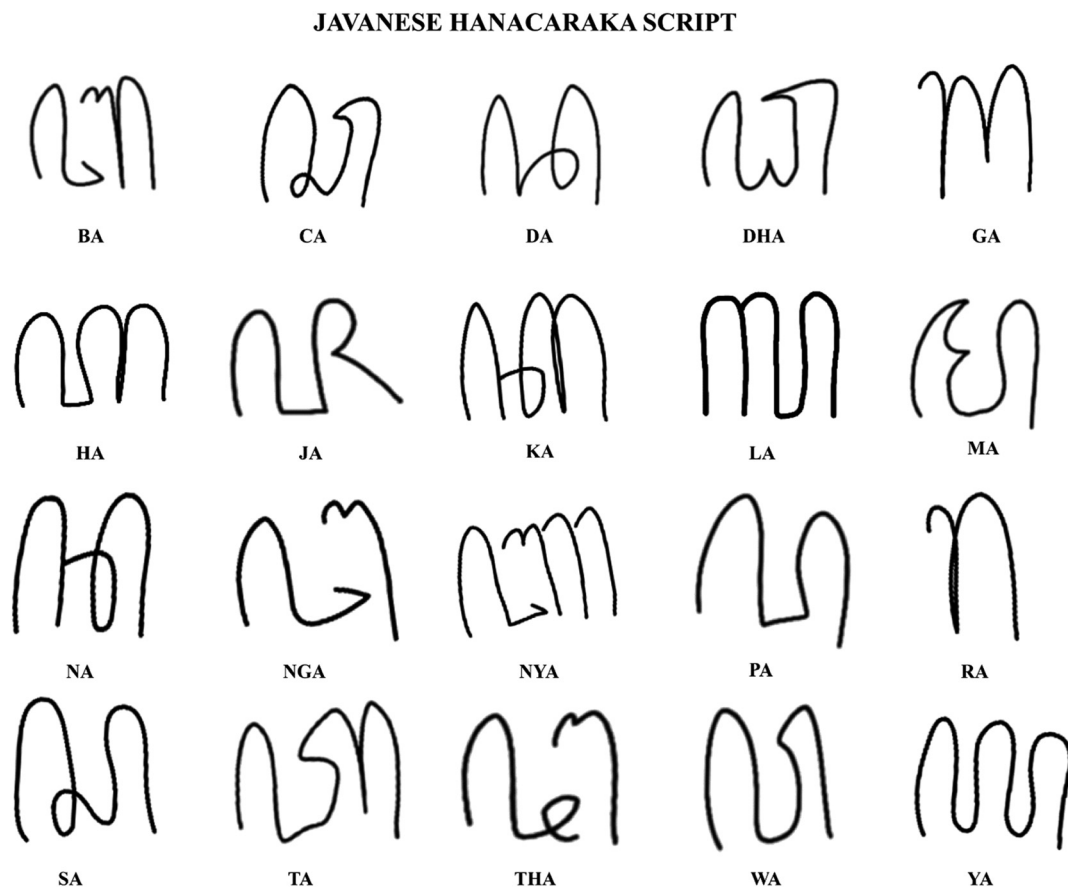 JAVANESE HANACARAKA SCRIPT
ꦧ ꦕ ꦢ ꦝ ꦒ
BA CA DA DHA GA
ꦲ ꦗ ꦏ ꦭ ꦩ
HA JA KA LA MA
ꦤ ꦔ ꦚ ꦥ ꦫ
NA NGA NYA PA RA
ꦱ ꦠ ꦛ ꦮ ꦪ
SA TA THA WA YA